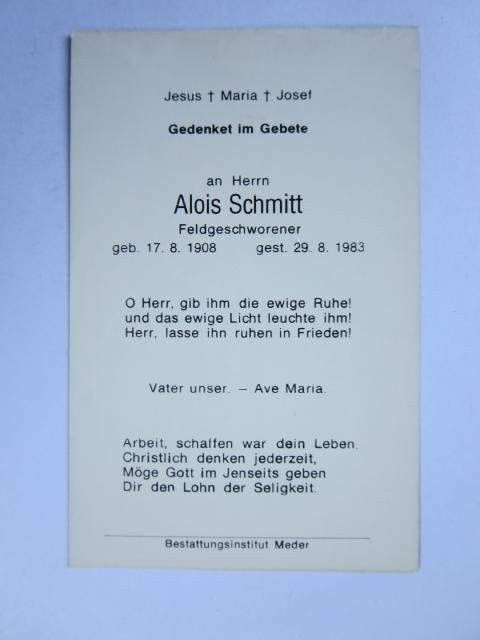 Jesus † Maria † Josef
Gedenket im Gebete
an Herrn
Alois Schmitt
Feldgeschworener
geb. 17. 8. 1908 gest. 29. 8. 1983
O Herr, gib ihm die ewige Ruhe!
und das ewige Licht leuchte ihm!
Herr, lasse ihn ruhen in Frieden!
Vater unser. – Ave Maria.
Arbeit, schaffen war dein Leben.
Christlich denken jederzeit,
Möge Gott im Jenseits geben
Dir den Lohn der Seligkeit.
Bestattungsinstitut Meder